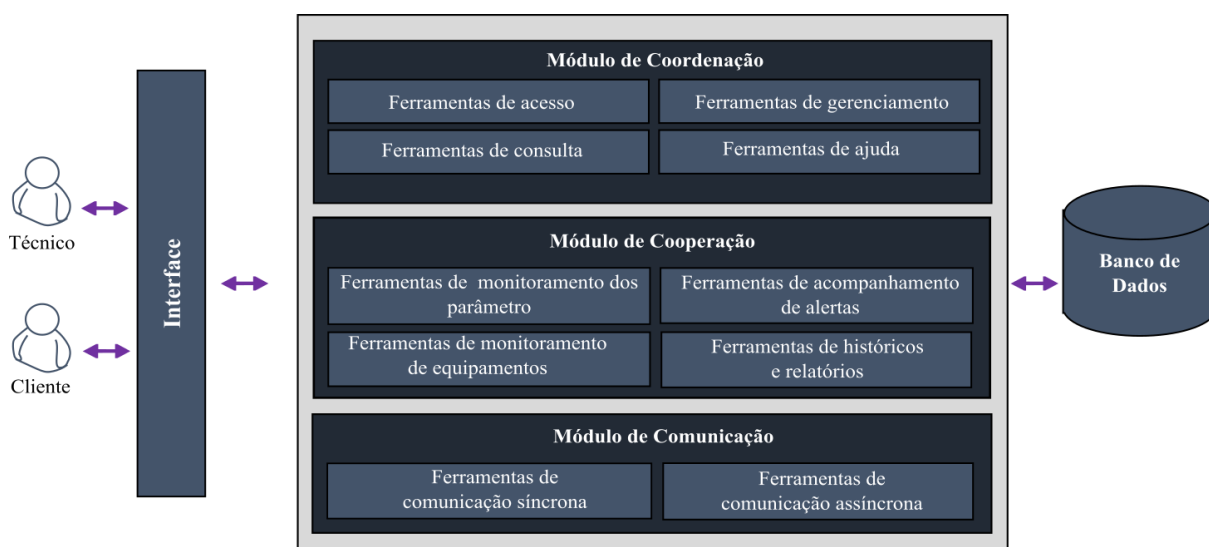 Técnico
Cliente
Interface
Módulo de Coordenação
Ferramentas de acesso
Ferramentas de gerenciamento
Ferramentas de consulta
Ferramentas de ajuda
Módulo de Cooperação
Ferramentas de monitoramento dos
parâmetro
Ferramentas de acompanhamento
de alertas
Ferramentas de monitoramento
de equipamentos
Ferramentas de históricos
e relatórios
Módulo de Comunicação
Ferramentas de
comunicação síncrona
Ferramentas de
comunicação assíncrona
Banco de
Dados